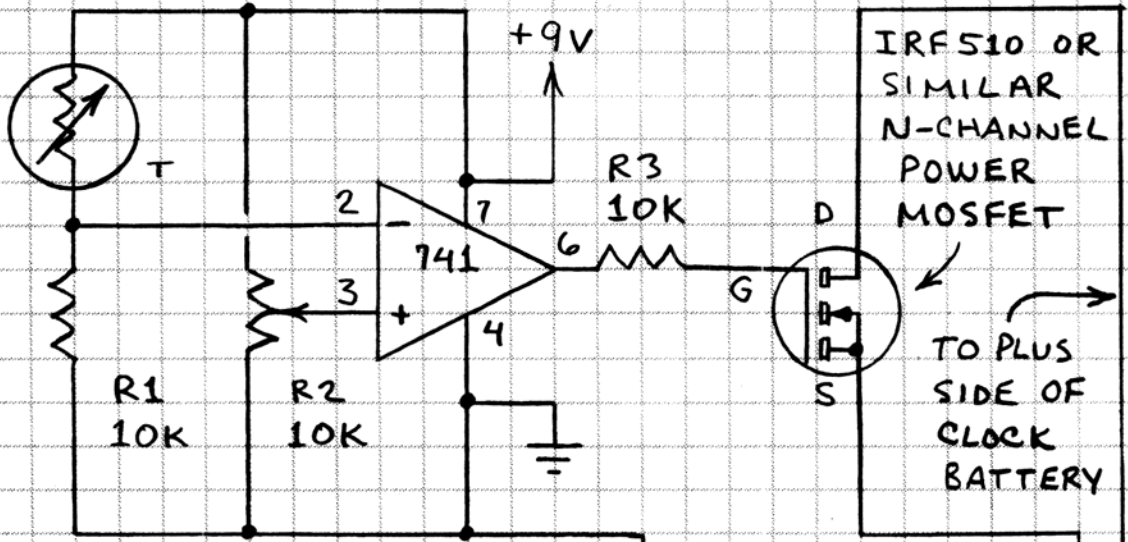 +9V
IRF510 OR
SIMILAR
N-CHANNEL
POWER
MOSFET
T
R3
10K
D
2
-
7
741
6
3
+
4
G
S
R1
10K
R2
10K
TO PLUS
SIDE OF
CLOCK
BATTERY